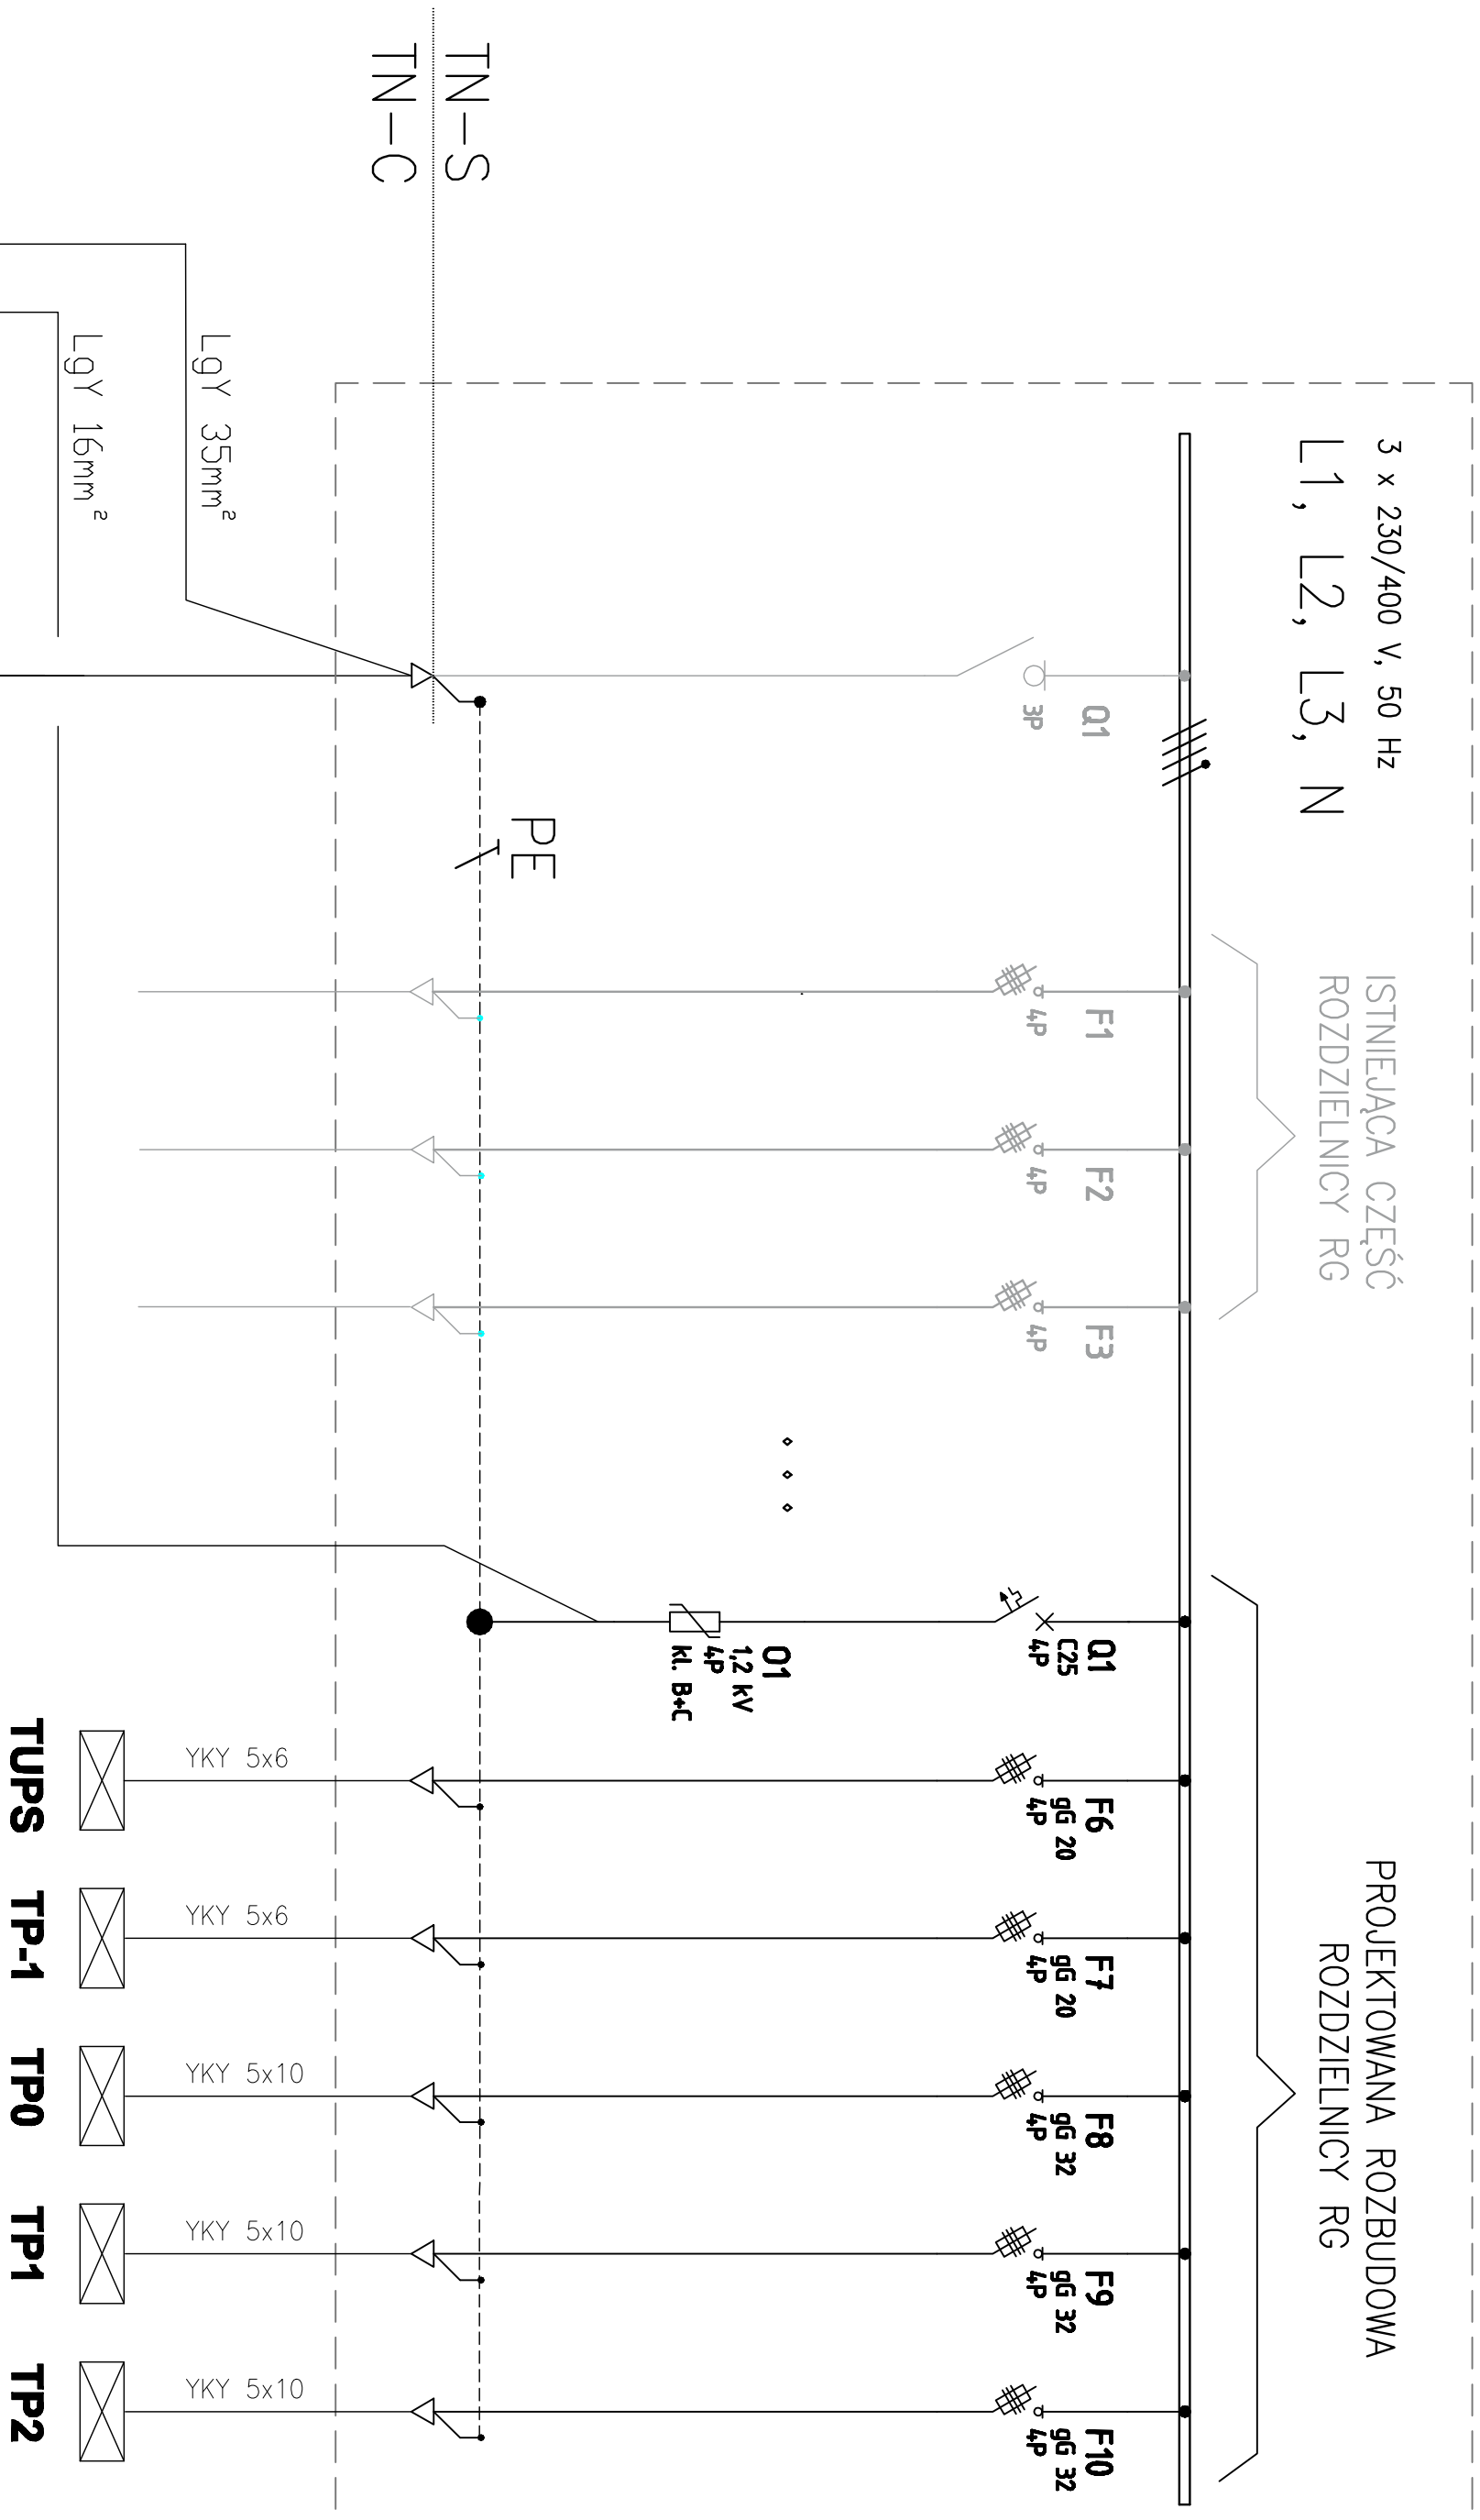 3 x 230/400 V, 50 Hz
L1, L2, L3, N
ISTNIEJĄCA CZĘŚĆ
ROZDZIELNICY RG
PROJEKTOWANA ROZBUDOWA
ROZDZIELNICY RG
Q1
3P
F1
4P
F2
4P
F3
4P
Q1
C25
4P
F6
gG 20
4P
F7
gG 20
4P
F8
gG 32
4P
F9
gG 32
4P
F10
gG 32
4P
O1
1,2 kV
4P
kl. B+C
PE
TN-S
TN-C
LgY 35mm²
LgY 16mm²
YKY 5x6
YKY 5x6
YKY 5x10
YKY 5x10
YKY 5x10
TUPS
TP-1
TP0
TP1
TP2